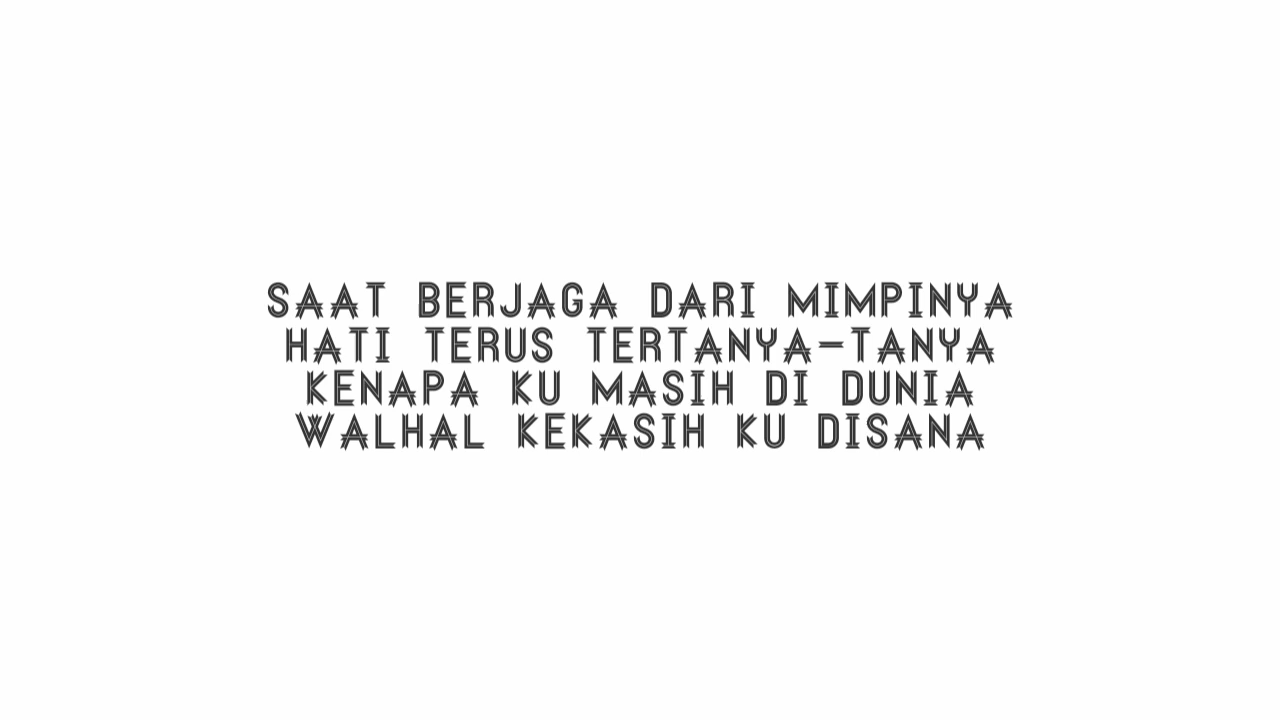 SAAT BERJAGA DARI MIMPINYA
HATI TERUS TERTANYA-TANYA
KENAPA KU MASIH DI DUNIA
WALHAL KEKASIH KU DISANA